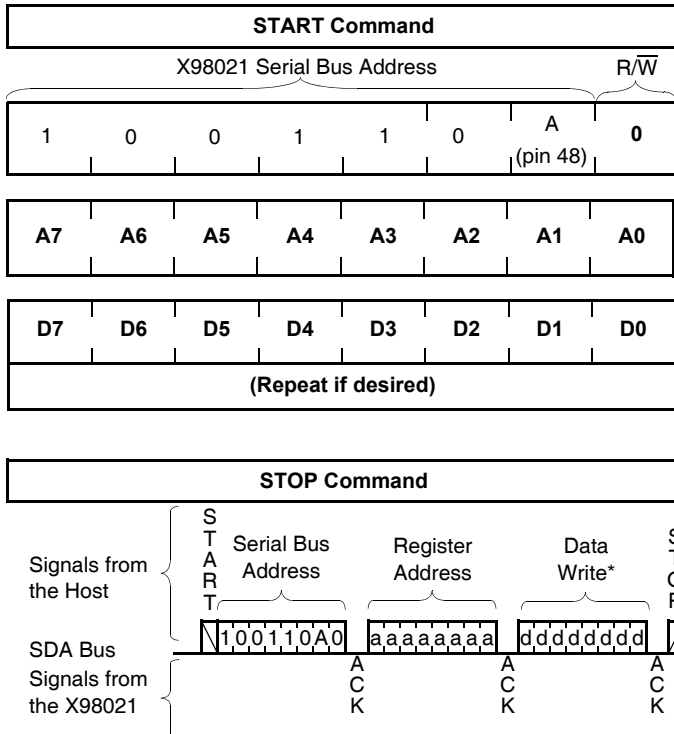 START Command
X98021 Serial Bus Address R/W̅
1 0 0 1 1 0 A (pin 48) 0
A7 A6 A5 A4 A3 A2 A1 A0
D7 D6 D5 D4 D3 D2 D1 D0
(Repeat if desired)
STOP Command
START
Signals from the Host
Serial Bus Address
Register Address
Data Write*
SDA Bus
100110A0 aaaaaaaa dddddddd
Signals from the X98021
ACK ACK ACK